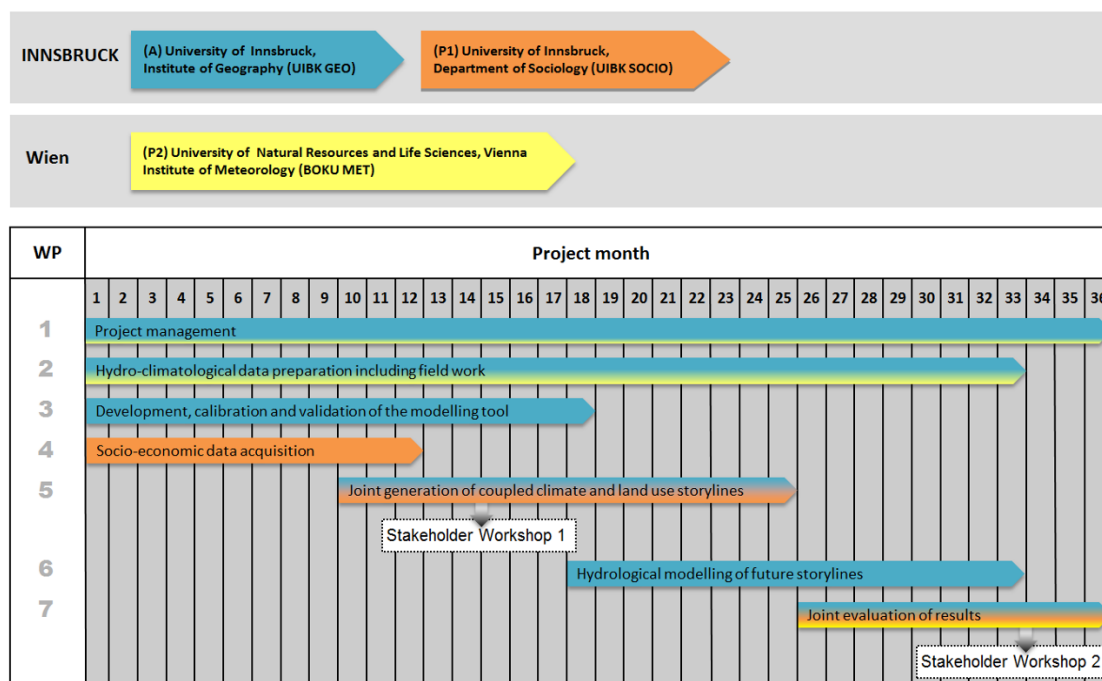 INNSBRUCK
(A) University of Innsbruck,
Institute of Geography (UIBK GEO)
(P1) University of Innsbruck,
Department of Sociology (UIBK SOCIO)
Wien
(P2) University of Natural Resources and Life Sciences, Vienna
Institute of Meteorology (BOKU MET)
WP Project month
1 2 3 4 5 6 7 8 9 10 11 12 13 14 15 16 17 18 19 20 21 22 23 24 25 26 27 28 29 30 31 32 33 34 35 36
1 Project management
2 Hydro-climatological data preparation including field work
3 Development, calibration and validation of the modelling tool
4 Socio-economic data acquisition
5 Joint generation of coupled climate and land use storylines
Stakeholder Workshop 1
6 Hydrological modelling of future storylines
7 Joint evaluation of results
Stakeholder Workshop 2